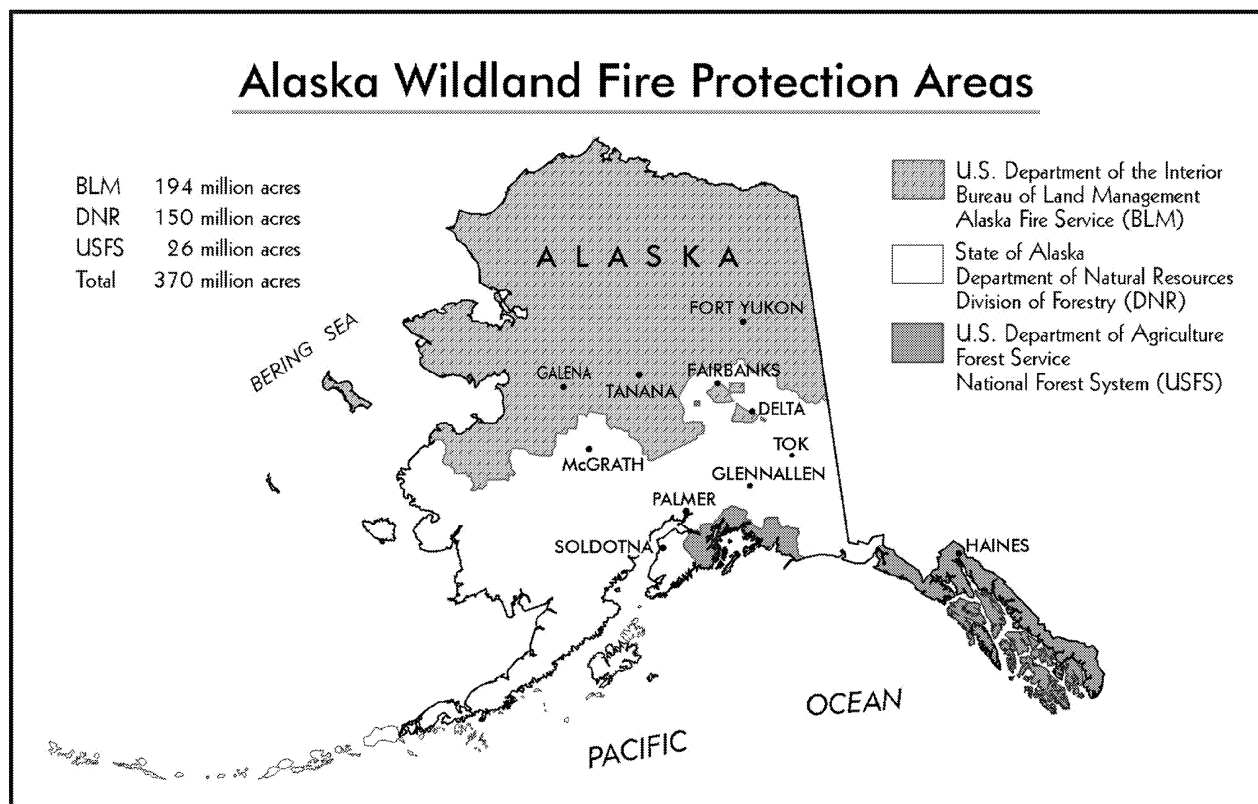 Alaska Wildland Fire Protection Areas
BLM 194 million acres
DNR 150 million acres
USFS 26 million acres
Total 370 million acres
U.S. Department of the Interior
Bureau of Land Management
Alaska Fire Service (BLM)
State of Alaska
Department of Natural Resources
Division of Forestry (DNR)
U.S. Department of Agriculture
Forest Service
National Forest System (USFS)
ALASKA
FORT YUKON
BERING SEA
GALENA
TANANA
FAIRBANKS
DELTA
McGRATH
TOK
GLENNALLEN
PALMER
SOLDOTNA
HAINES
PACIFIC
OCEAN